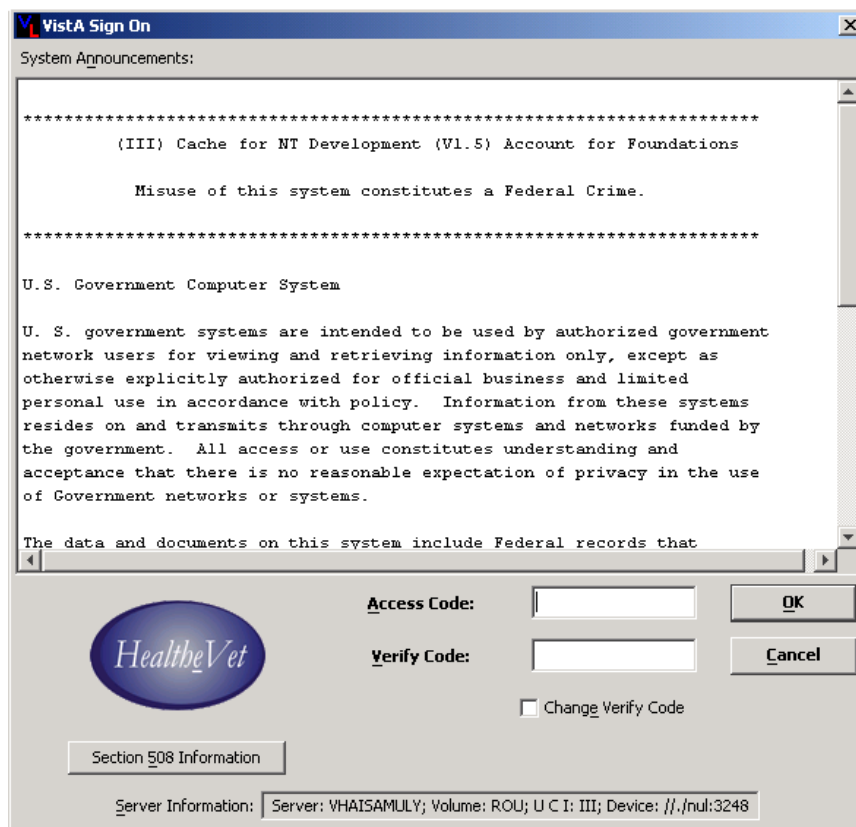 VistA Sign On
System Announcements:
*************************************************************************
(III) Cache for NT Development (V1.5) Account for Foundations
Misuse of this system constitutes a Federal Crime.
*************************************************************************
U.S. Government Computer System
U. S. government systems are intended to be used by authorized government
network users for viewing and retrieving information only, except as
otherwise explicitly authorized for official business and limited
personal use in accordance with policy.  Information from these systems
resides on and transmits through computer systems and networks funded by
the government.  All access or use constitutes understanding and
acceptance that there is no reasonable expectation of privacy in the use
of Government networks or systems.
The data and documents on this system include Federal records that
Access Code:
OK
HealtheVet
Verify Code:
Cancel
Change Verify Code
Section 508 Information
Server Information: Server: VHAISAMULY; Volume: ROU; U C I: III; Device: //./nul:3248